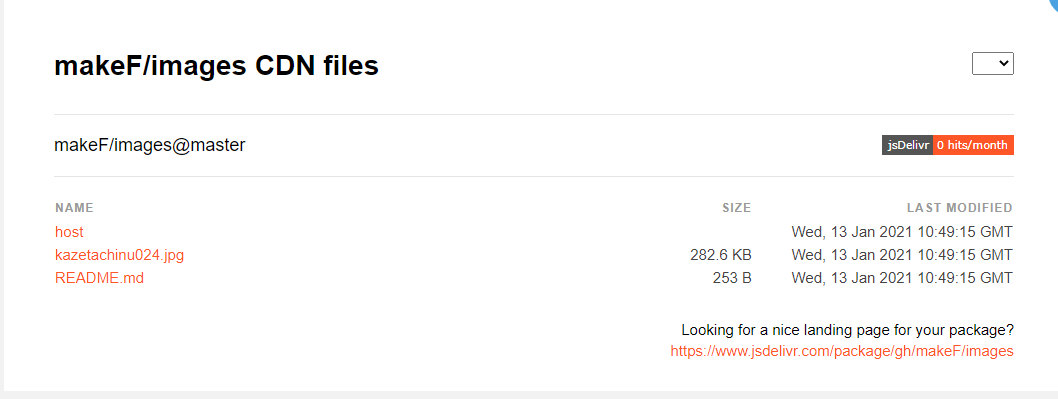 makeF/images CDN files
makeF/images@master
jsDelivr 0 hits/month
NAME SIZE LAST MODIFIED
host Wed, 13 Jan 2021 10:49:15 GMT
kazetachinu024.jpg 282.6 KB Wed, 13 Jan 2021 10:49:15 GMT
README.md 253 B Wed, 13 Jan 2021 10:49:15 GMT
Looking for a nice landing page for your package?
https://www.jsdelivr.com/package/gh/makeF/images